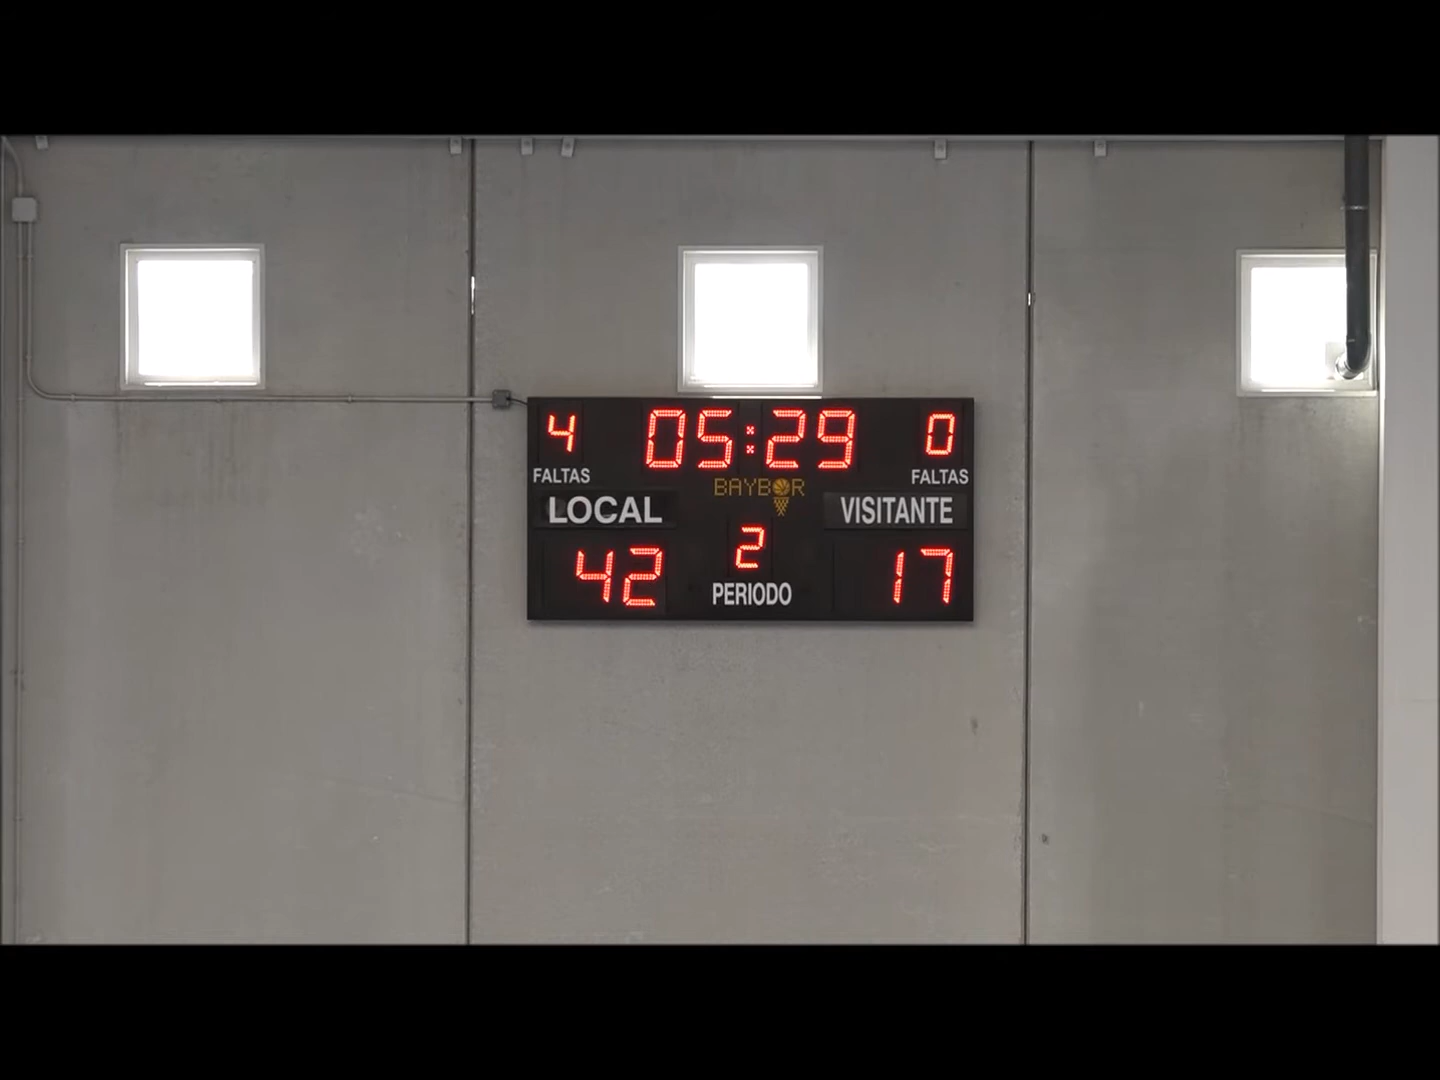 4 05:29 0
FALTAS FALTAS
BAYBOR
LOCAL VISITANTE
2
42 17
PERIODO